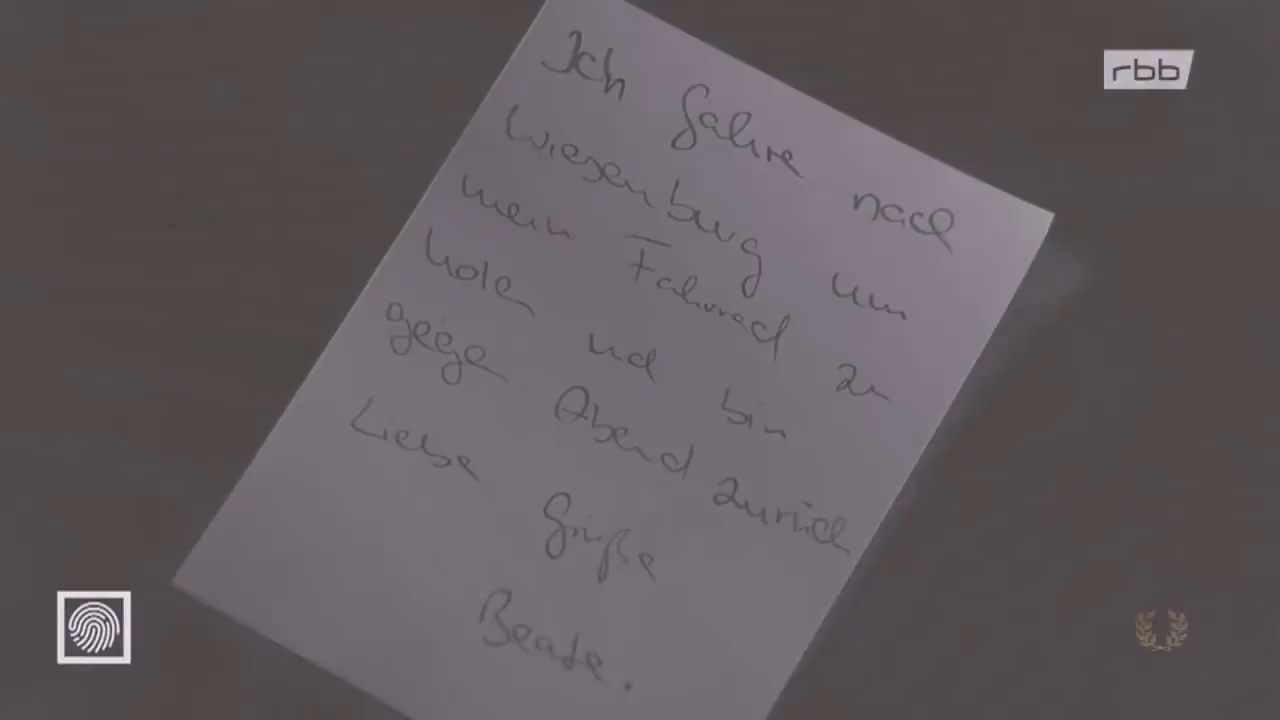 rbb
Ich fahre nach
Wiesenburg um
mein Fahrrad zu
holen und bin
gegen Abend zurück
Liebe Grüße
Beate.